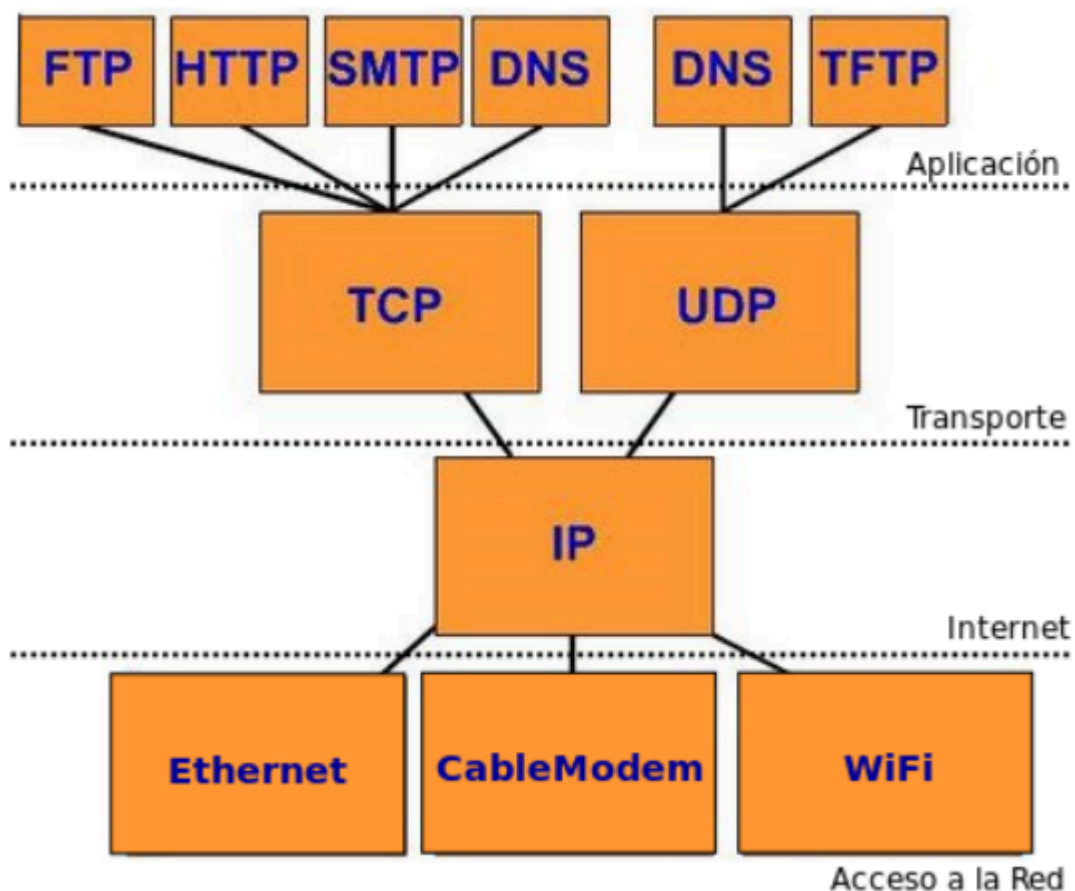 FTP HTTP SMTP DNS DNS TFTP
Aplicación
TCP UDP
Transporte
IP
Internet
Ethernet CableModem WiFi
Acceso a la Red